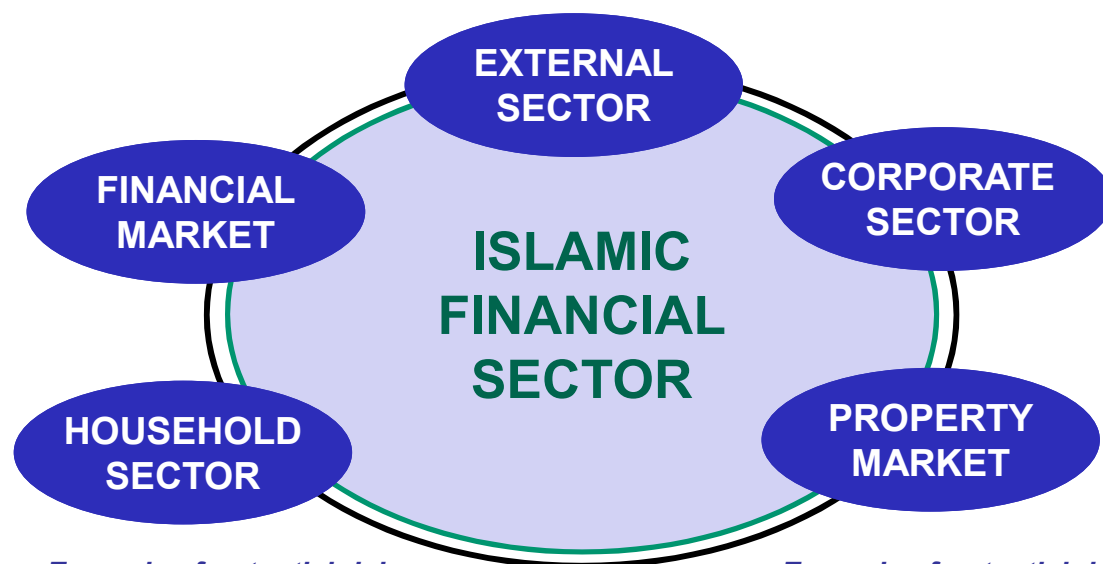 EXTERNAL
SECTOR
FINANCIAL
MARKET
CORPORATE
SECTOR
ISLAMIC
FINANCIAL
SECTOR
HOUSEHOLD
SECTOR
PROPERTY
MARKET